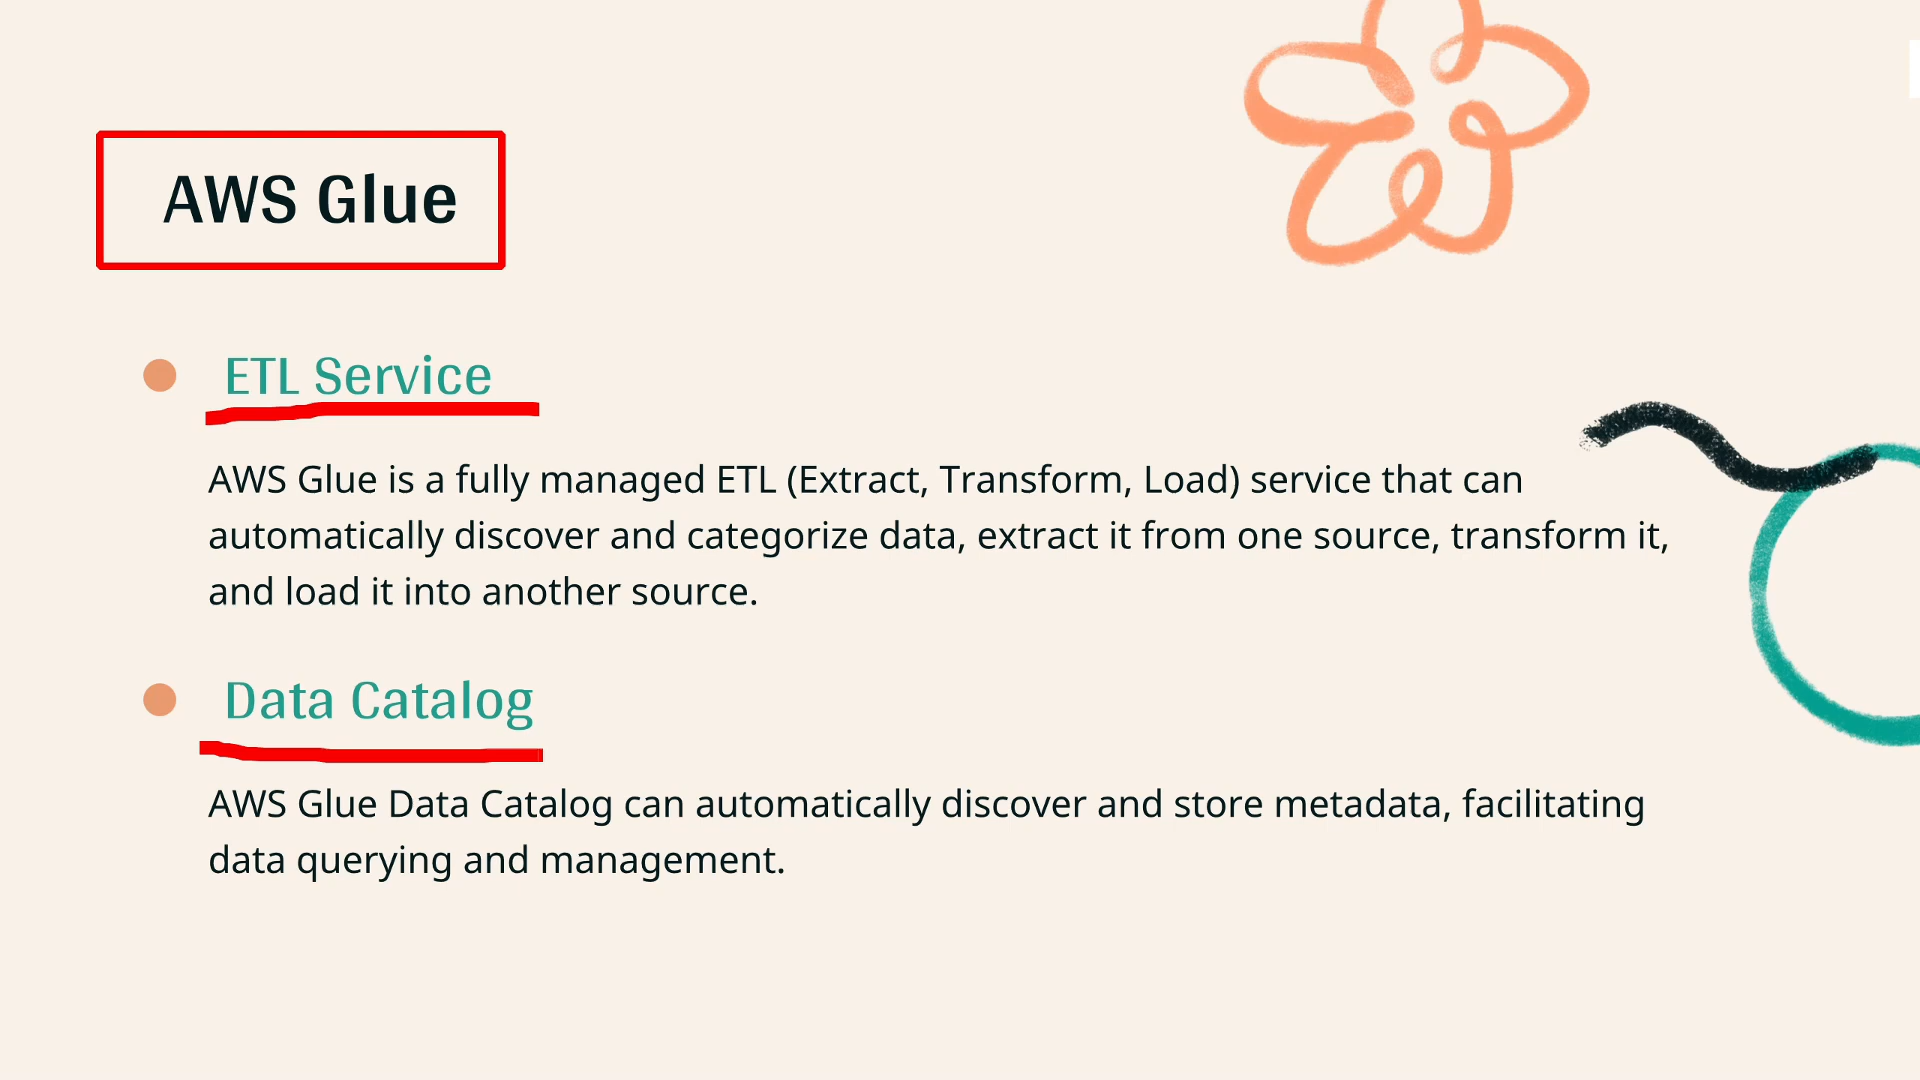 AWS Glue
ETL Service
AWS Glue is a fully managed ETL (Extract, Transform, Load) service that can
automatically discover and categorize data, extract it from one source, transform it,
and load it into another source.
Data Catalog
AWS Glue Data Catalog can automatically discover and store metadata, facilitating
data querying and management.